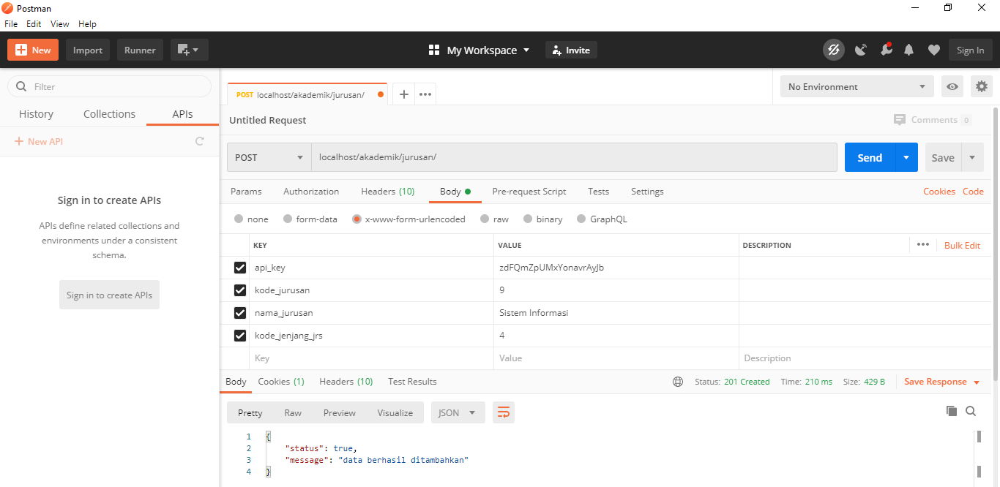 Postman
File Edit View Help
New Import Runner My Workspace Invite Sign In
Filter
History Collections APIs
New API
Sign in to create APIs
APIs define related collections and
environments under a consistent
schema.
Sign in to create APIs
POST localhost/akademik/jurusan/
No Environment
Untitled Request
Comments 0
POST localhost/akademik/jurusan/ Send Save
Params Authorization Headers (10) Body Pre-request Script Tests Settings Cookies Code
none form-data x-www-form-urlencoded raw binary GraphQL
KEY VALUE DESCRIPTION Bulk Edit
api_key zdFQmZpUMxYonavrAyJb
kode_jurusan 9
nama_jurusan Sistem Informasi
kode_jenjang_jrs 4
Key Value Description
Body Cookies (1) Headers (10) Test Results Status: 201 Created Time: 210 ms Size: 429 B Save Response
Pretty Raw Preview Visualize JSON
1 {
2 "status": true,
3 "message": "data berhasil ditambahkan"
4 }